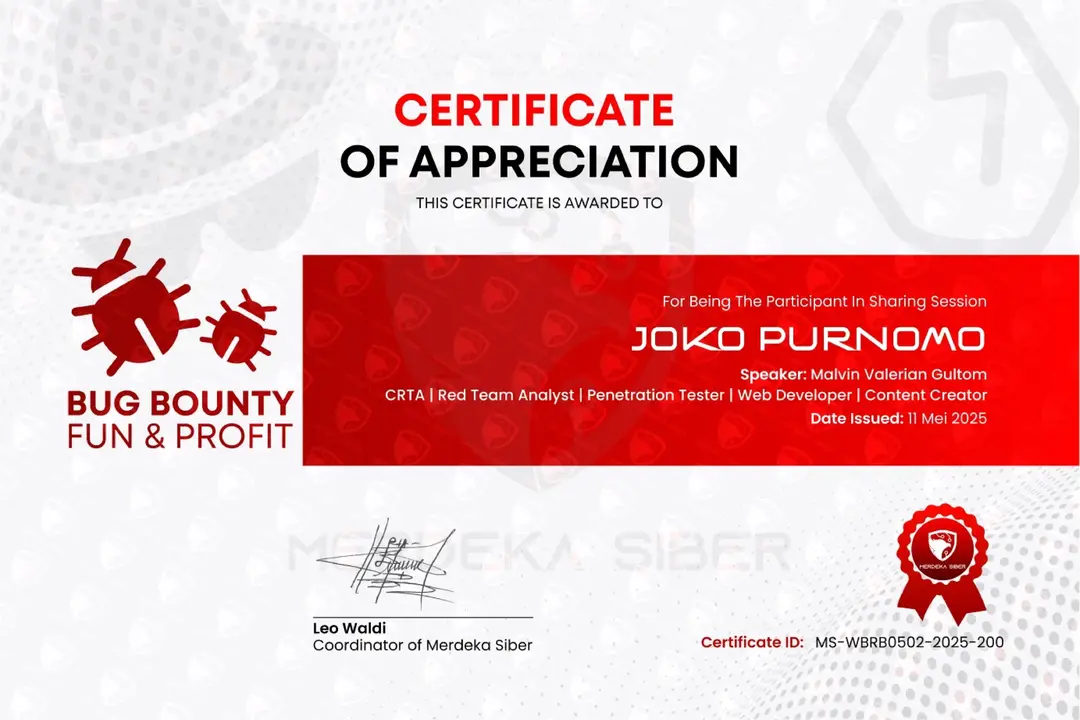 CERTIFICATE
OF APPRECIATION
THIS CERTIFICATE IS AWARDED TO
BUG BOUNTY
FUN & PROFIT
For Being The Participant In Sharing Session
JOKO PURNOMO
Speaker: Malvin Valerian Gultom
CRTA | Red Team Analyst | Penetration Tester | Web Developer | Content Creator
Date Issued: 11 Mei 2025
MERDEKA SIBER
MERDEKA SIBER
Leo Waldi
Coordinator of Merdeka Siber
Certificate ID: MS-WBRB0502-2025-200